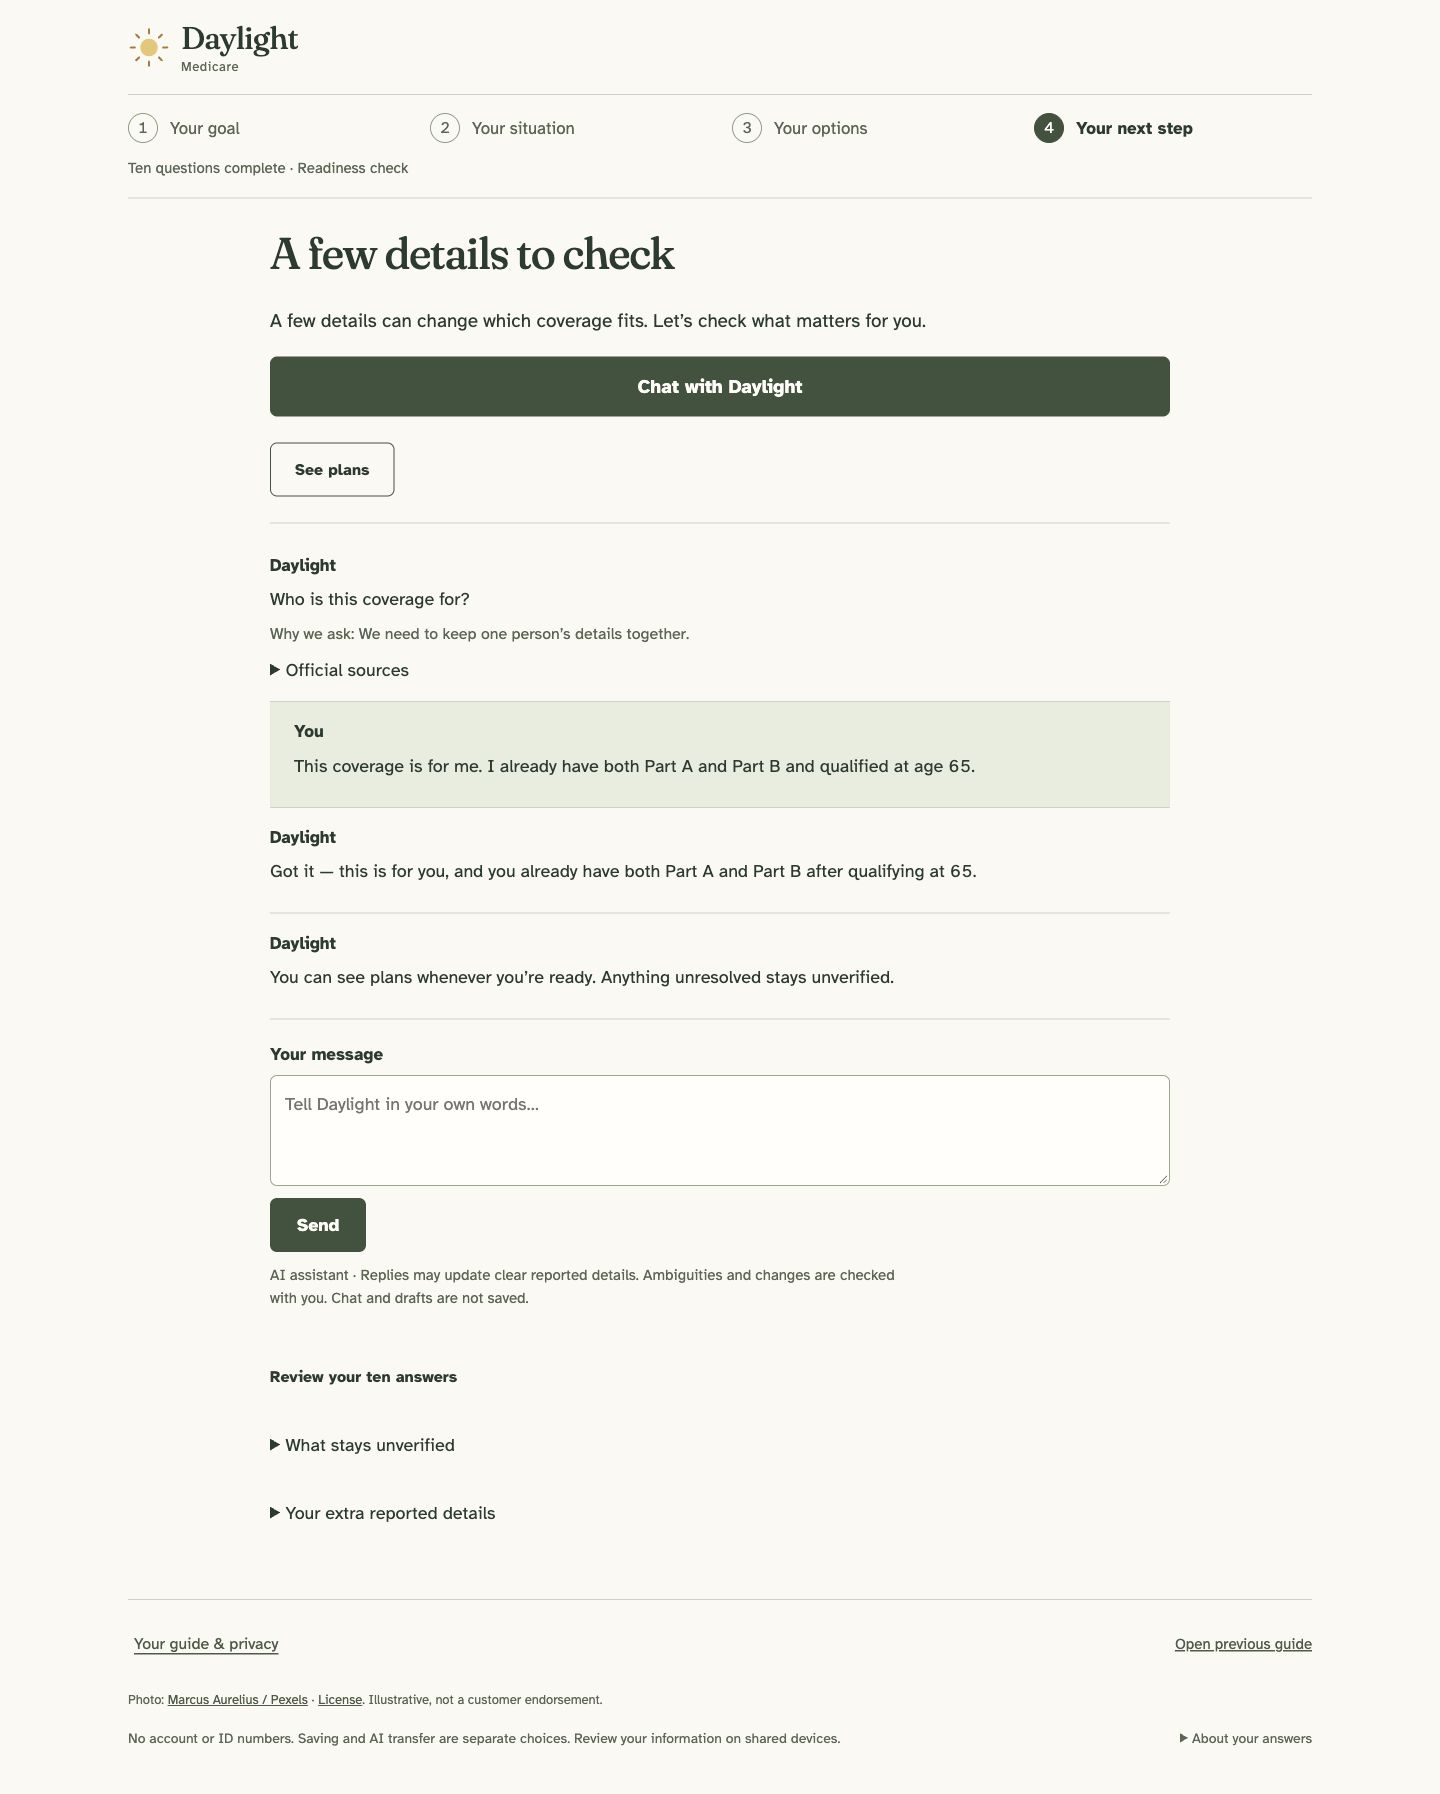 Daylight
Medicare
1 Your goal
2 Your situation
3 Your options
4 Your next step
Ten questions complete · Readiness check
A few details to check
A few details can change which coverage fits. Let’s check what matters for you.
Chat with Daylight
See plans
Daylight
Who is this coverage for?
Why we ask: We need to keep one person’s details together.
Official sources
You
This coverage is for me. I already have both Part A and Part B and qualified at age 65.
Daylight
Got it — this is for you, and you already have both Part A and Part B after qualifying at 65.
Daylight
You can see plans whenever you’re ready. Anything unresolved stays unverified.
Your message
Tell Daylight in your own words...
Send
AI assistant · Replies may update clear reported details. Ambiguities and changes are checked
with you. Chat and drafts are not saved.
Review your ten answers
What stays unverified
Your extra reported details
Your guide & privacy
Open previous guide
Photo: Marcus Aurelius / Pexels · License. Illustrative, not a customer endorsement.
No account or ID numbers. Saving and AI transfer are separate choices. Review your information on shared devices.
About your answers